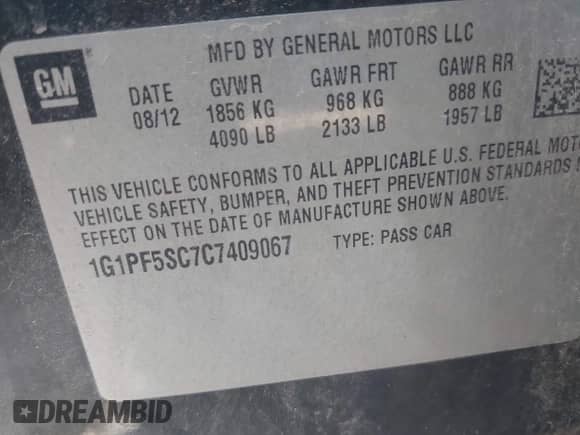 MFD BY GENERAL MOTORS LLC
GM
DATE GVWR GAWR FRT GAWR RR
08/12 1856 KG 968 KG 888 KG
4090 LB 2133 LB 1957 LB
THIS VEHICLE CONFORMS TO ALL APPLICABLE U.S. FEDERAL MOT
VEHICLE SAFETY, BUMPER, AND THEFT PREVENTION STANDARDS
EFFECT ON THE DATE OF MANUFACTURE SHOWN ABOVE.
1G1PF5SC7C7409067 TYPE: PASS CAR
DREAMBID